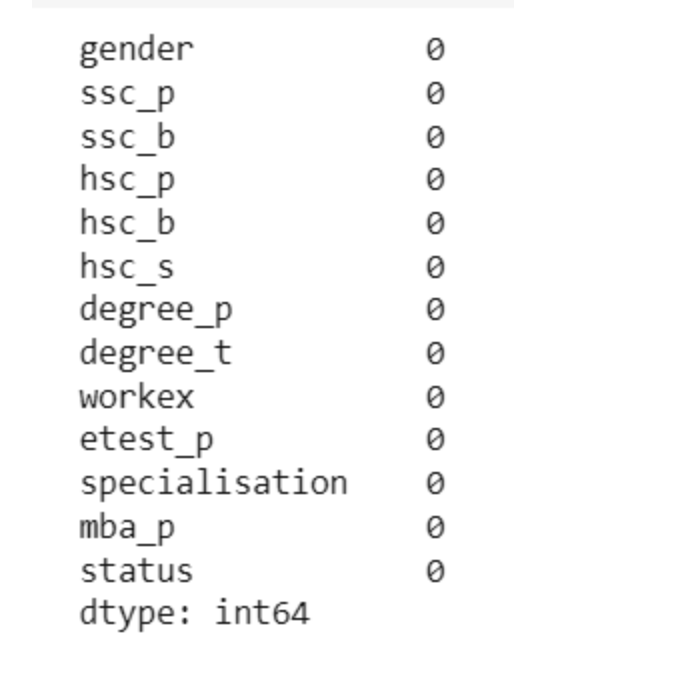 gender 0
ssc_p 0
ssc_b 0
hsc_p 0
hsc_b 0
hsc_s 0
degree_p 0
degree_t 0
workex 0
etest_p 0
specialisation 0
mba_p 0
status 0
dtype: int64